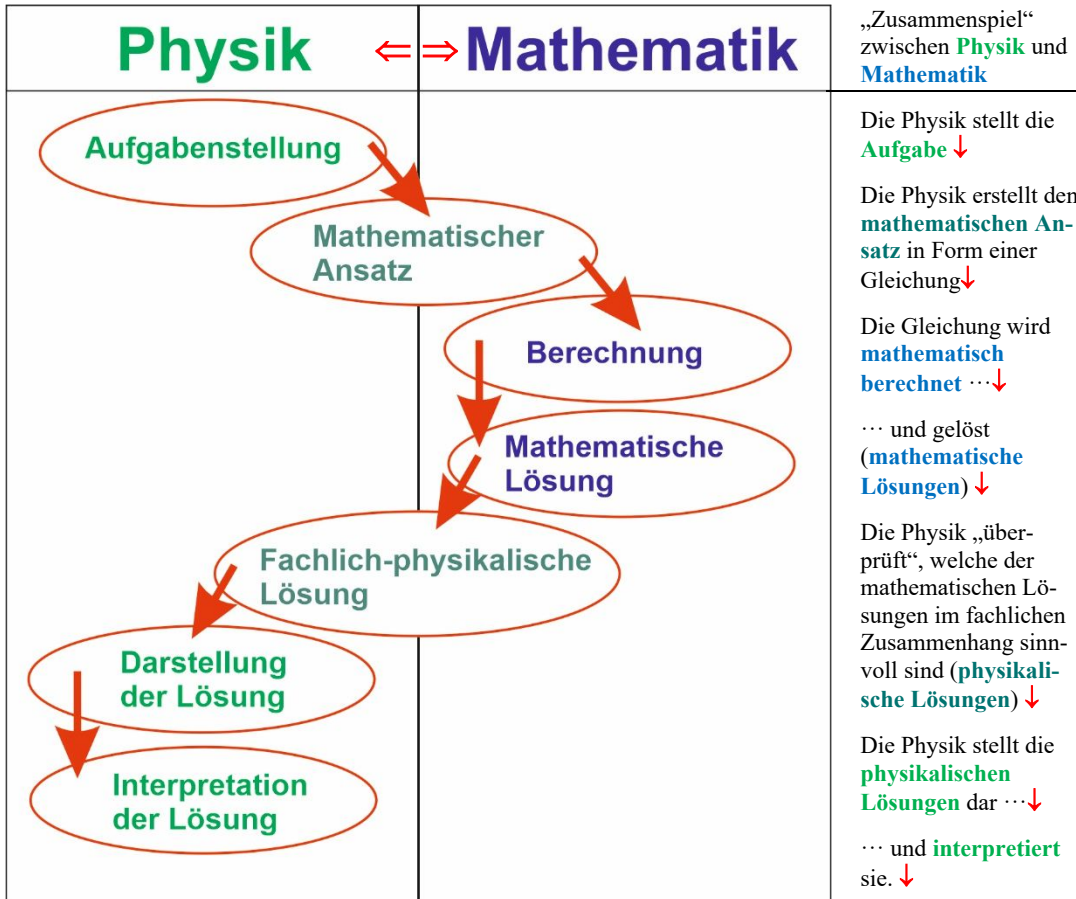 Physik ⇐ ⇒ Mathematik
„Zusammenspiel“
zwischen Physik und
Mathematik
Aufgabenstellung
Mathematischer
Ansatz
Berechnung
Mathematische
Lösung
Fachlich-physikalische
Lösung
Darstellung
der Lösung
Interpretation
der Lösung
Die Physik stellt die
Aufgabe ↓
Die Physik erstellt den
mathematischen An-
satz in Form einer
Gleichung↓
Die Gleichung wird
mathematisch
berechnet ⋯↓
⋯ und gelöst
(mathematische
Lösungen) ↓
Die Physik „über-
prüft“, welche der
mathematischen Lö-
sungen im fachlichen
Zusammenhang sinn-
voll sind (physikali-
sche Lösungen) ↓
Die Physik stellt die
physikalischen
Lösungen dar ⋯↓
⋯ und interpretiert
sie. ↓